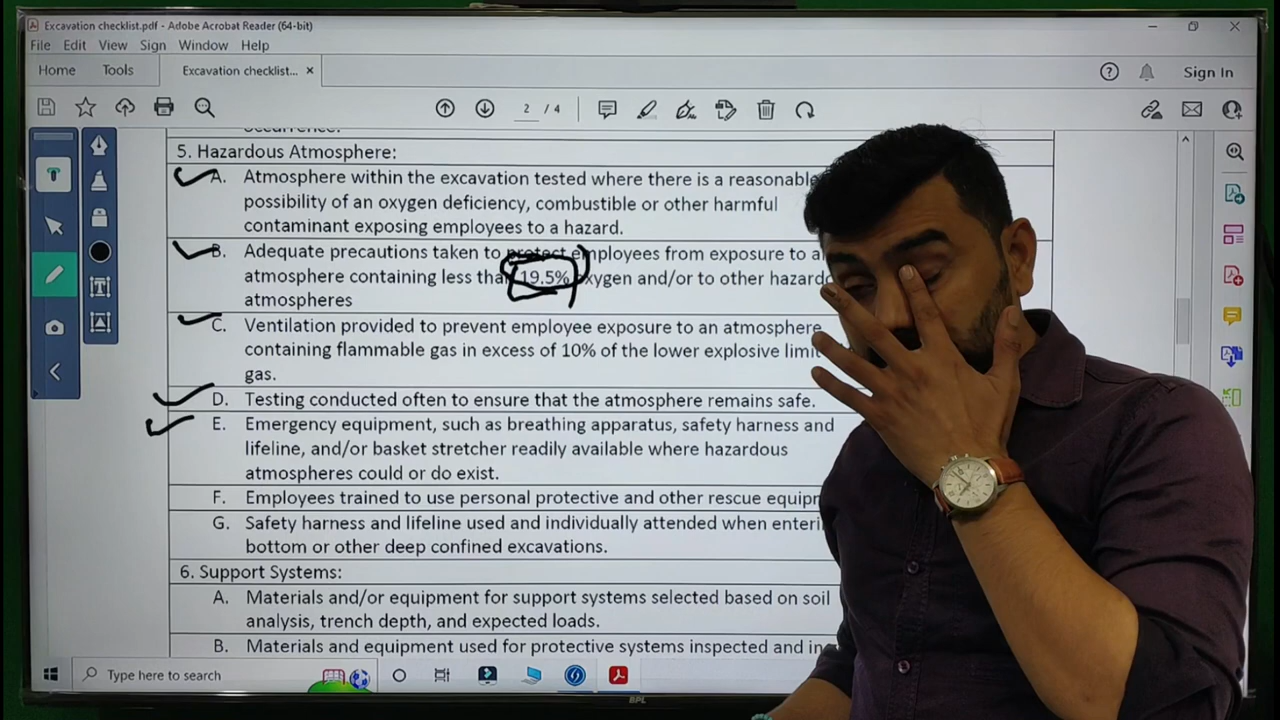 Excavation checklist.pdf - Adobe Acrobat Reader (64-bit)
File Edit View Sign Window Help
Home Tools Excavation checklist... ×
Sign In
2 / 4
occurrence.
5. Hazardous Atmosphere:
A. Atmosphere within the excavation tested where there is a reasonable
possibility of an oxygen deficiency, combustible or other harmful
contaminant exposing employees to a hazard.
B. Adequate precautions taken to protect employees from exposure to
atmosphere containing less than 19.5% oxygen and/or to other
atmospheres
C. Ventilation provided to prevent employee exposure to an atmosphere
containing flammable gas in excess of 10% of the lower explosive
gas.
D. Testing conducted often to ensure that the atmosphere remains safe.
E. Emergency equipment, such as breathing apparatus, safety harness and
lifeline, and/or basket stretcher readily available where hazardous
atmospheres could or do exist.
F. Employees trained to use personal protective and other rescue
G. Safety harness and lifeline used and individually attended when
bottom or other deep confined excavations.
6. Support Systems:
A. Materials and/or equipment for support systems selected based on soil
analysis, trench depth, and expected loads.
B. Materials and equipment used for protective systems inspected and
Type here to search
BPL